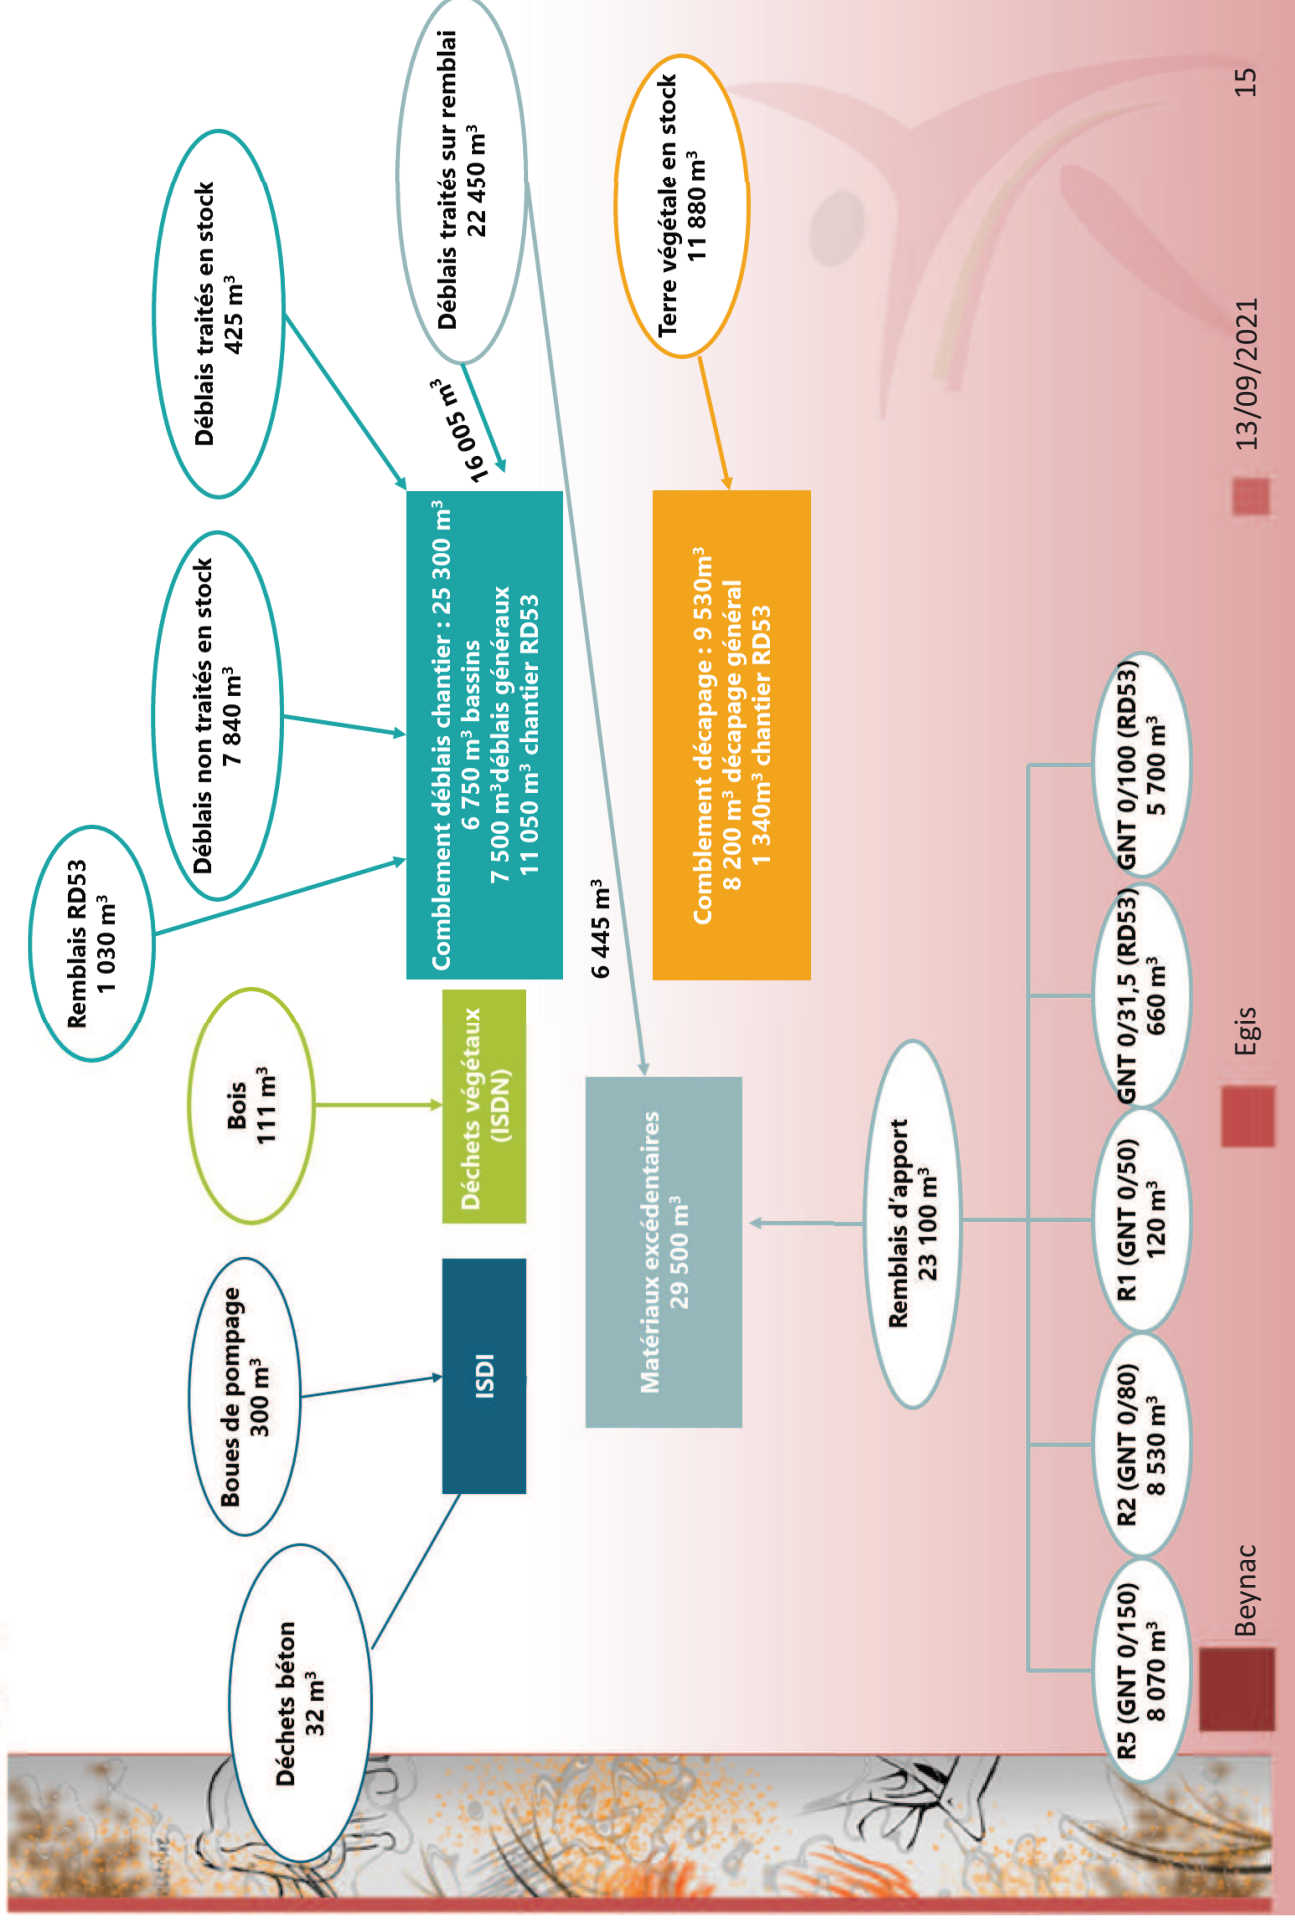 Remblais RD53
1 030 m³
Déchets béton
32 m³
Boues de pompage
300 m³
Bois
111 m³
Déblais non traités en stock
7 840 m³
Déblais traités en stock
425 m³
Déblais traités sur remblai
22 450 m³
16 005 m³
ISDI
Déchets végétaux
(ISDN)
Comblement déblais chantier : 25 300 m³
6 750 m³ bassins
7 500 m³déblais généraux
11 050 m³ chantier RD53
6 445 m³
Matériaux excédentaires
29 500 m³
Comblement décapage : 9 530m³
8 200 m³ décapage général
1 340m³ chantier RD53
Terre végétale en stock
11 880 m³
Remblais d'apport
23 100 m³
R5 (GNT 0/150)
8 070 m³
R2 (GNT 0/80)
8 530 m³
R1 (GNT 0/50)
120 m³
GNT 0/31,5 (RD53)
660 m³
GNT 0/100 (RD53)
5 700 m³
Beynac
Egis
13/09/2021
15